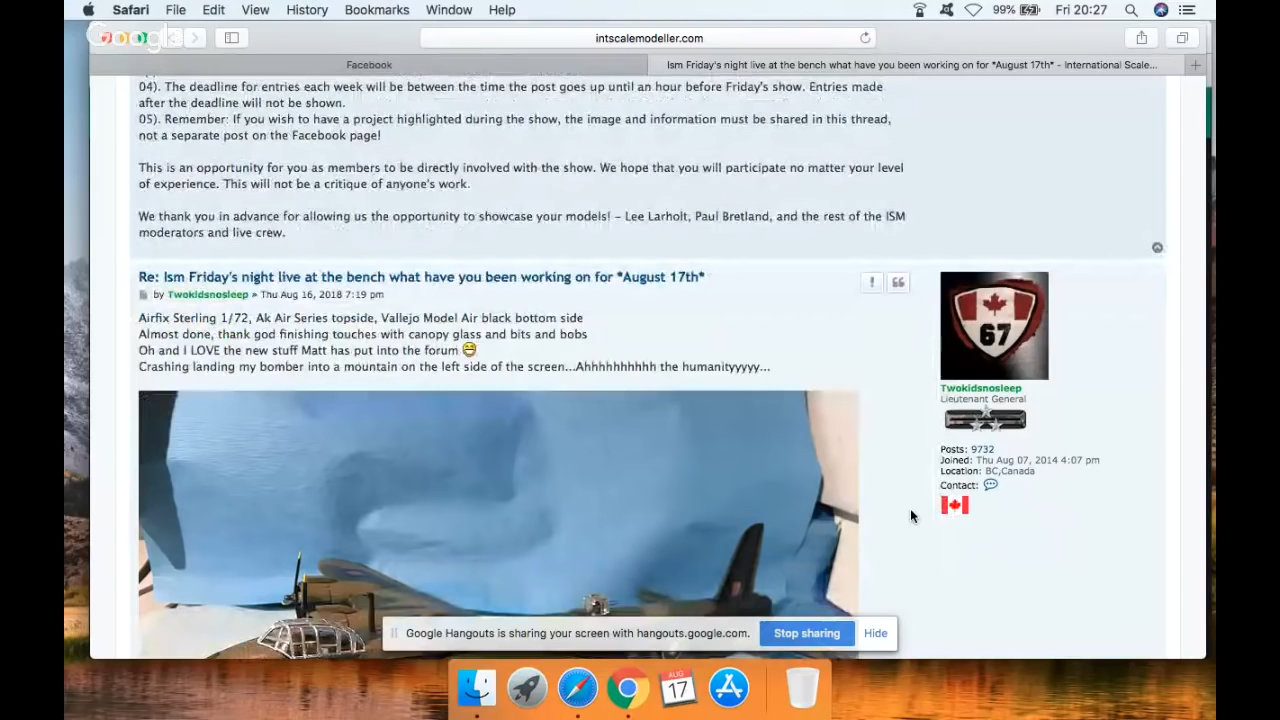 Safari File Edit View History Bookmarks Window Help 99% Fri 20:27
Google
intscalemodeller.com
Facebook
Ism Friday's night live at the bench what have you been working on for *August 17th* - International Scale...
04). The deadline for entries each week will be between the time the post goes up until an hour before Friday's show. Entries made
after the deadline will not be shown.
05). Remember: If you wish to have a project highlighted during the show, the image and information must be shared in this thread,
not a separate post on the Facebook page!
This is an opportunity for you as members to be directly involved with the show. We hope that you will participate no matter your level
of experience. This will not be a critique of anyone's work.
We thank you in advance for allowing us the opportunity to showcase your models! – Lee Larholt, Paul Bretland, and the rest of the ISM
moderators and live crew.
Re: Ism Friday's night live at the bench what have you been working on for *August 17th*
by Twokidsnosleep » Thu Aug 16, 2018 7:19 pm
Airfix Sterling 1/72, Ak Air Series topside, Vallejo Model Air black bottom side
Almost done, thank god finishing touches with canopy glass and bits and bobs
Oh and I LOVE the new stuff Matt has put into the forum
Crashing landing my bomber into a mountain on the left side of the screen...Ahhhhhhhhhh the humanityyyyy...
67
Twokidsnosleep
Lieutenant General
Posts: 9732
Joined: Thu Aug 07, 2014 4:07 pm
Location: BC,Canada
Contact:
Google Hangouts is sharing your screen with hangouts.google.com.
Stop sharing
Hide
AUG
17